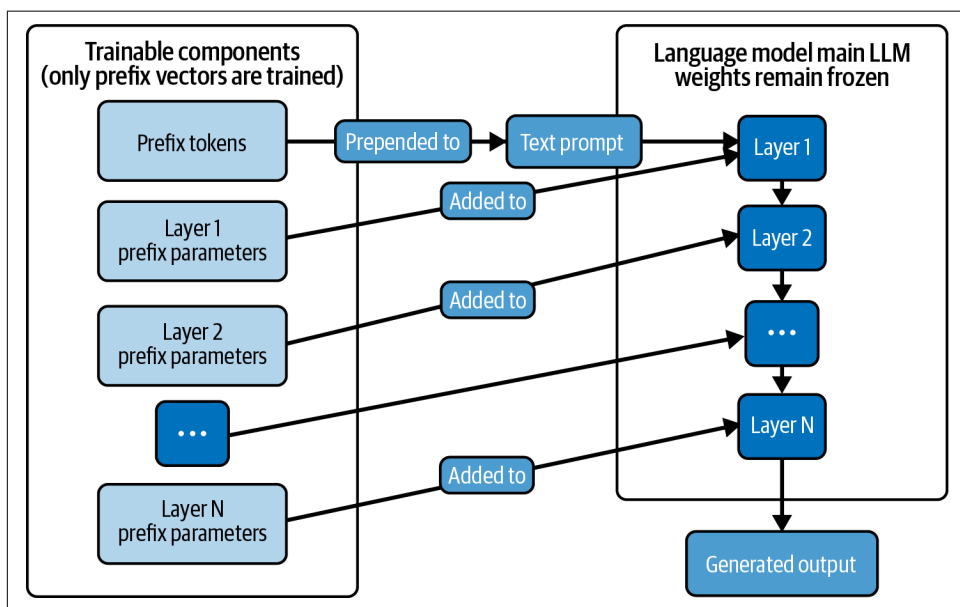 Trainable components
(only prefix vectors are trained)
Prefix tokens
Layer 1
prefix parameters
Layer 2
prefix parameters
...
Layer N
prefix parameters
Prepended to
Text prompt
Added to
Added to
Added to
Language model main LLM
weights remain frozen
Layer 1
Layer 2
...
Layer N
Generated output